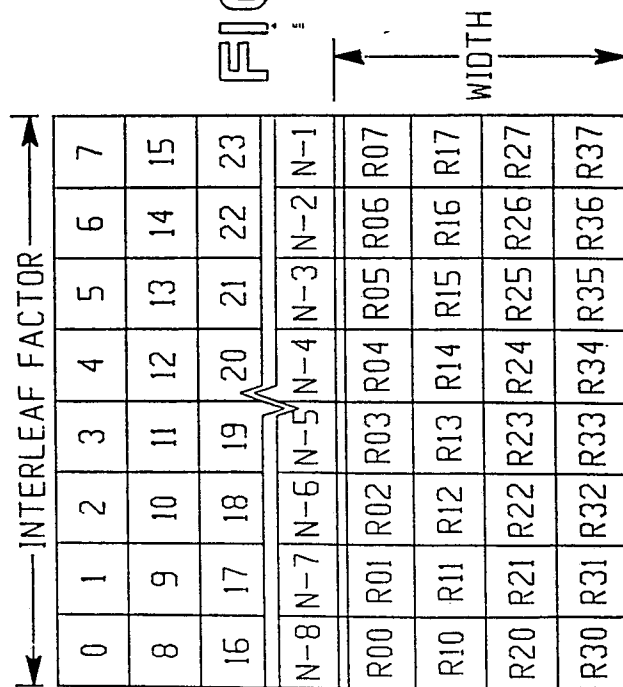 INTERLEAF FACTOR
0 1 2 3 4 5 6 7
8 9 10 11 12 13 14 15
16 17 18 19 20 21 22 23
N-8 N-7 N-6 N-5 N-4 N-3 N-2 N-1
R00 R01 R02 R03 R04 R05 R06 R07
R10 R11 R12 R13 R14 R15 R16 R17
R20 R21 R22 R23 R24 R25 R26 R27
R30 R31 R32 R33 R34 R35 R36 R37
WIDTH